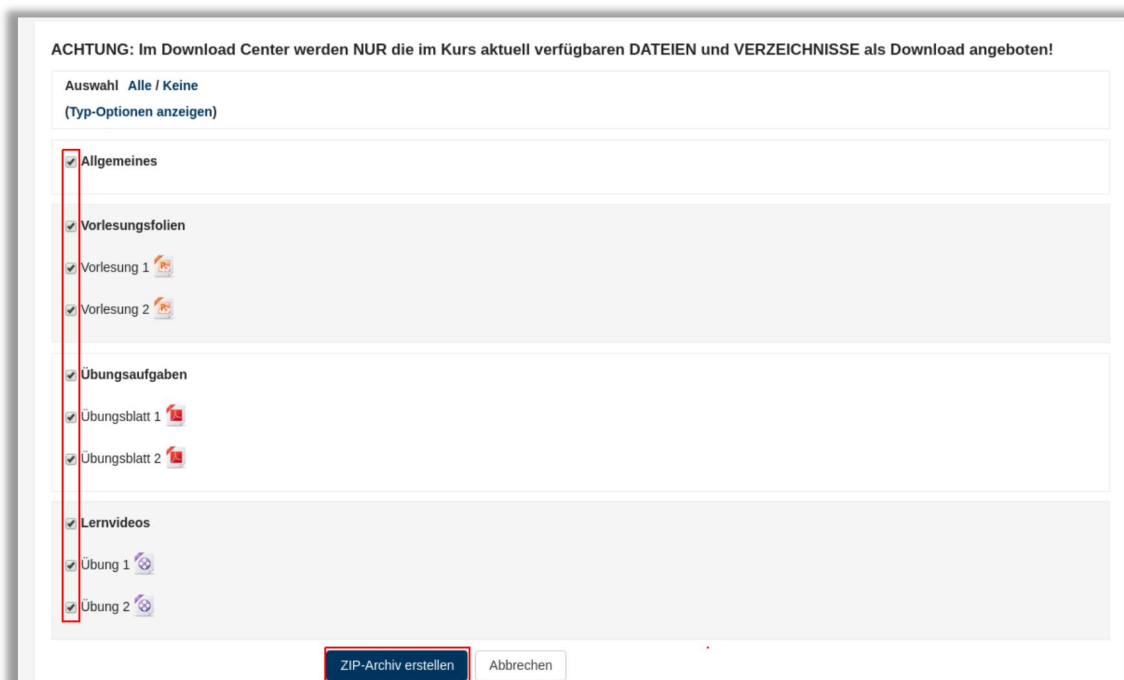 ACHTUNG: Im Download Center werden NUR die im Kurs aktuell verfügbaren DATEIEN und VERZEICHNISSE als Download angeboten!
Auswahl Alle / Keine
(Typ-Optionen anzeigen)
Allgemeines
Vorlesungsfolien
Vorlesung 1
Vorlesung 2
Übungsaufgaben
Übungsblatt 1
Übungsblatt 2
Lernvideos
Übung 1
Übung 2
ZIP-Archiv erstellen Abbrechen